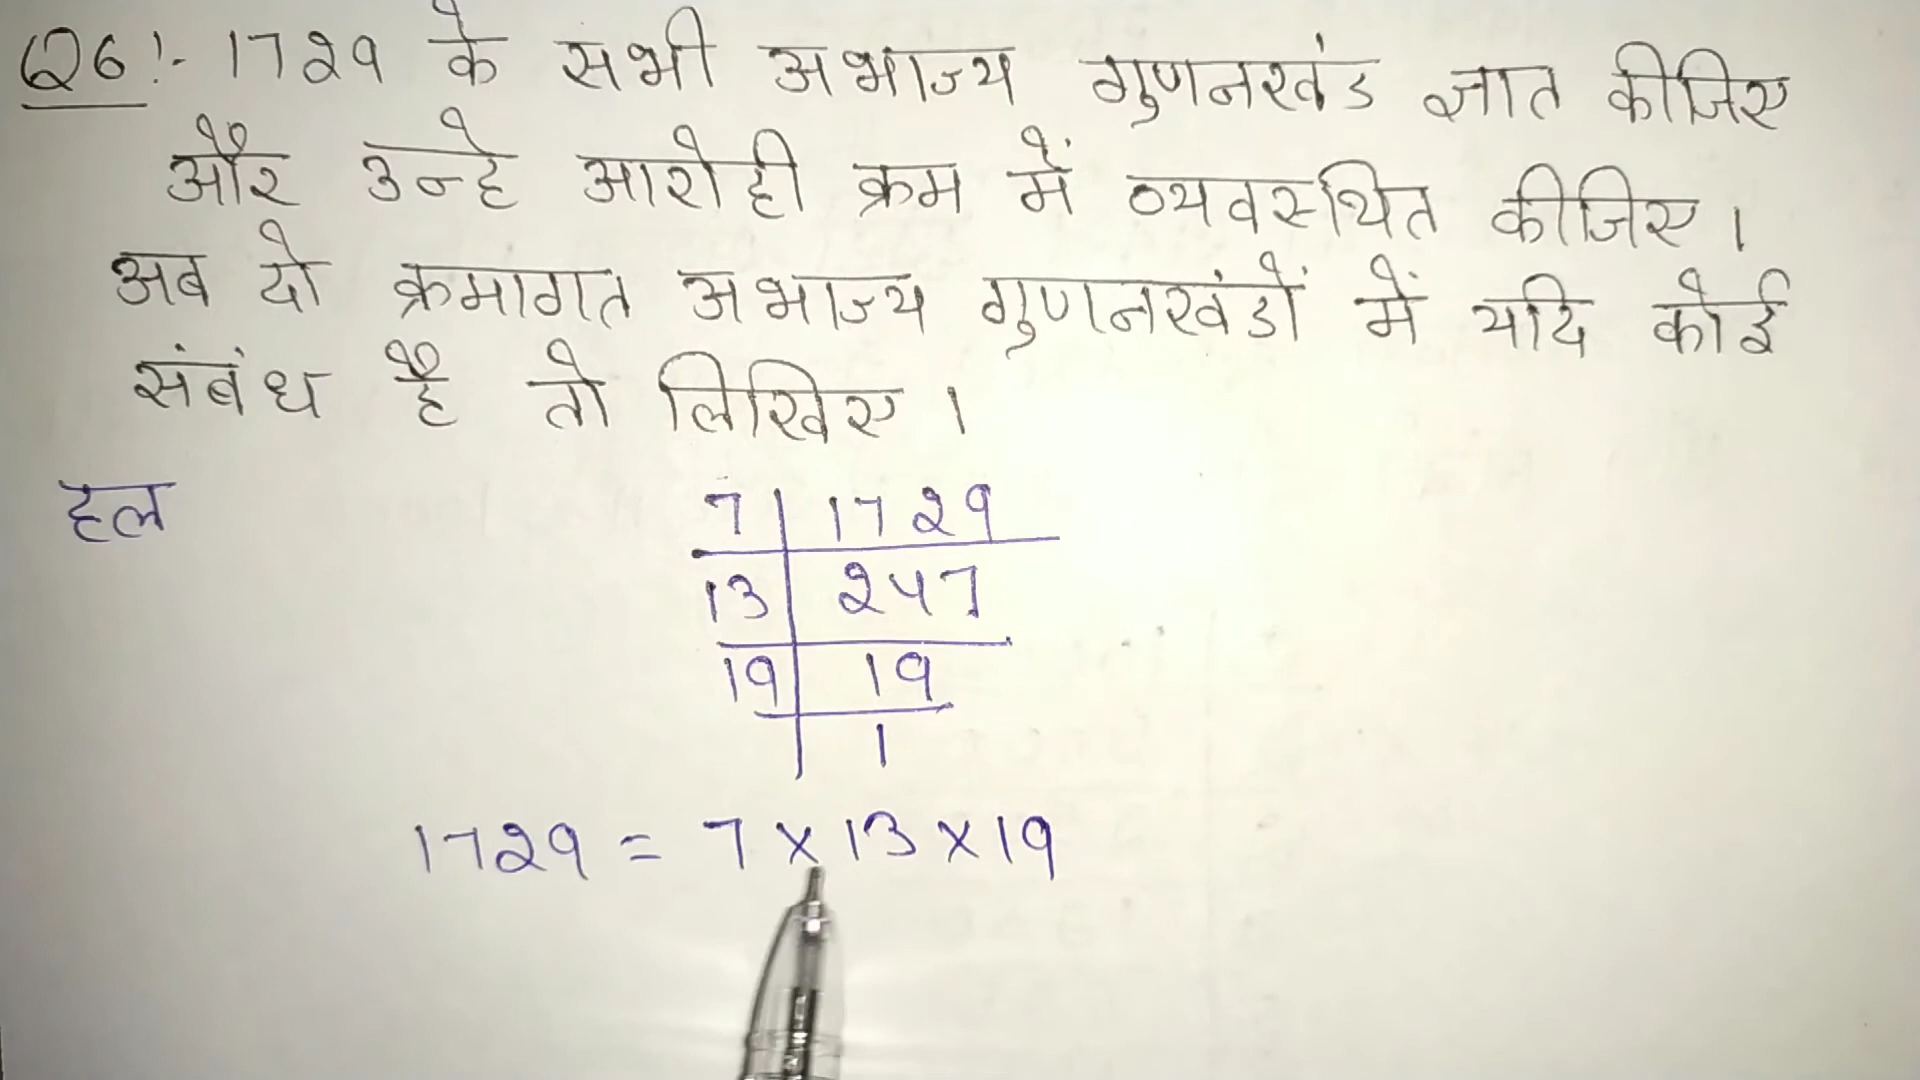 Q6!- 1729 के सभी अभाज्य गुणनखंड ज्ञात कीजिए
और उन्हे आरोही क्रम में व्यवस्थित कीजिए।
अब दो क्रमागत अभाज्य गुणनखंडों में यदि कोई
संबंध है तो लिखिए।
हल
7 | 1729
13 | 247
19 | 19
| 1
1729 = 7 × 13 × 19